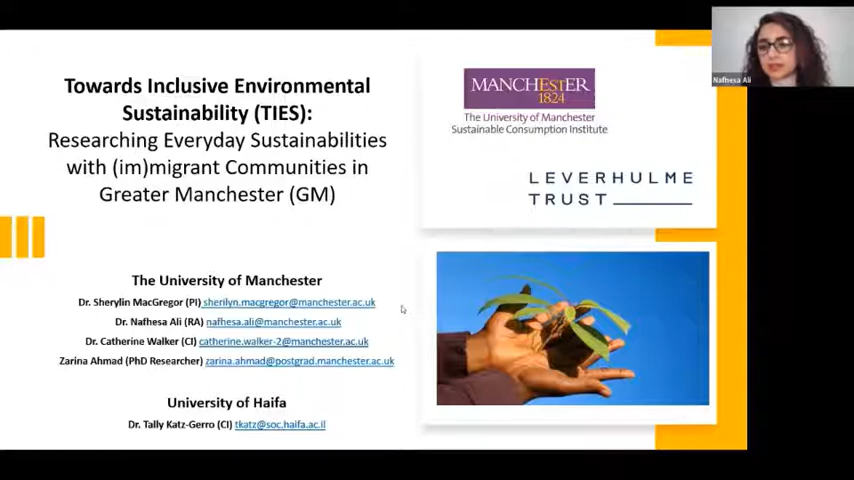 Towards Inclusive Environmental
Sustainability (TIES):
Researching Everyday Sustainabilities
with (im)migrant Communities in
Greater Manchester (GM)
The University of Manchester
Dr. Sherylin MacGregor (PI) sherilyn.macgregor@manchester.ac.uk
Dr. Nafhesa Ali (RA) nafhesa.ali@manchester.ac.uk
Dr. Catherine Walker (CI) catherine.walker-2@manchester.ac.uk
Zarina Ahmad (PhD Researcher) zarina.ahmad@postgrad.manchester.ac.uk
University of Haifa
Dr. Tally Katz-Gerro (CI) tkatz@soc.haifa.ac.il
MANCHESTER
1824
The University of Manchester
Sustainable Consumption Institute
LEVERHULME
TRUST
Nafhesa Ali